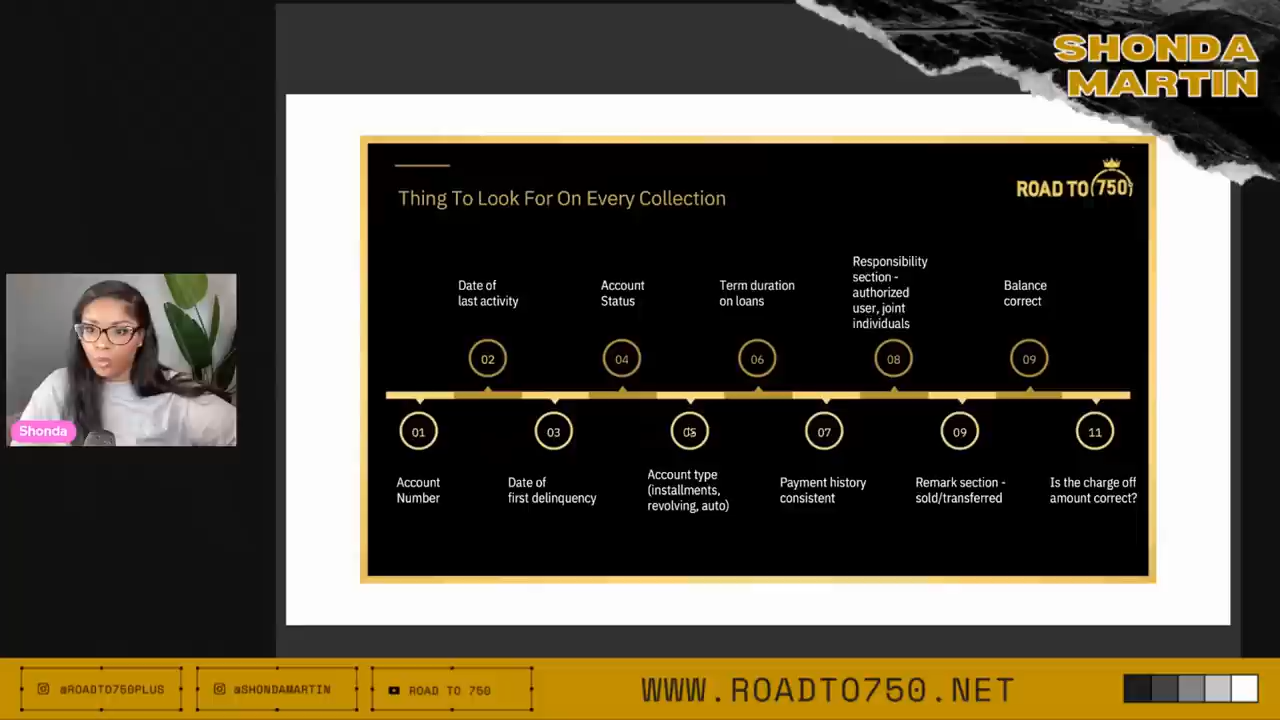 SHONDA
MARTIN
ROAD TO 750
Thing To Look For On Every Collection
Date of
last activity
Account
Status
Term duration
on loans
Responsibility
section -
authorized
user, joint
individuals
Balance
correct
02
04
06
08
09
01
03
05
07
09
11
Account
Number
Date of
first delinquency
Account type
(installments,
revolving, auto)
Payment history
consistent
Remark section -
sold/transferred
Is the charge off
amount correct?
Shonda
@ROADTO750PLUS
@SHONDAMARTIN
ROAD TO 750
WWW.ROADTO750.NET